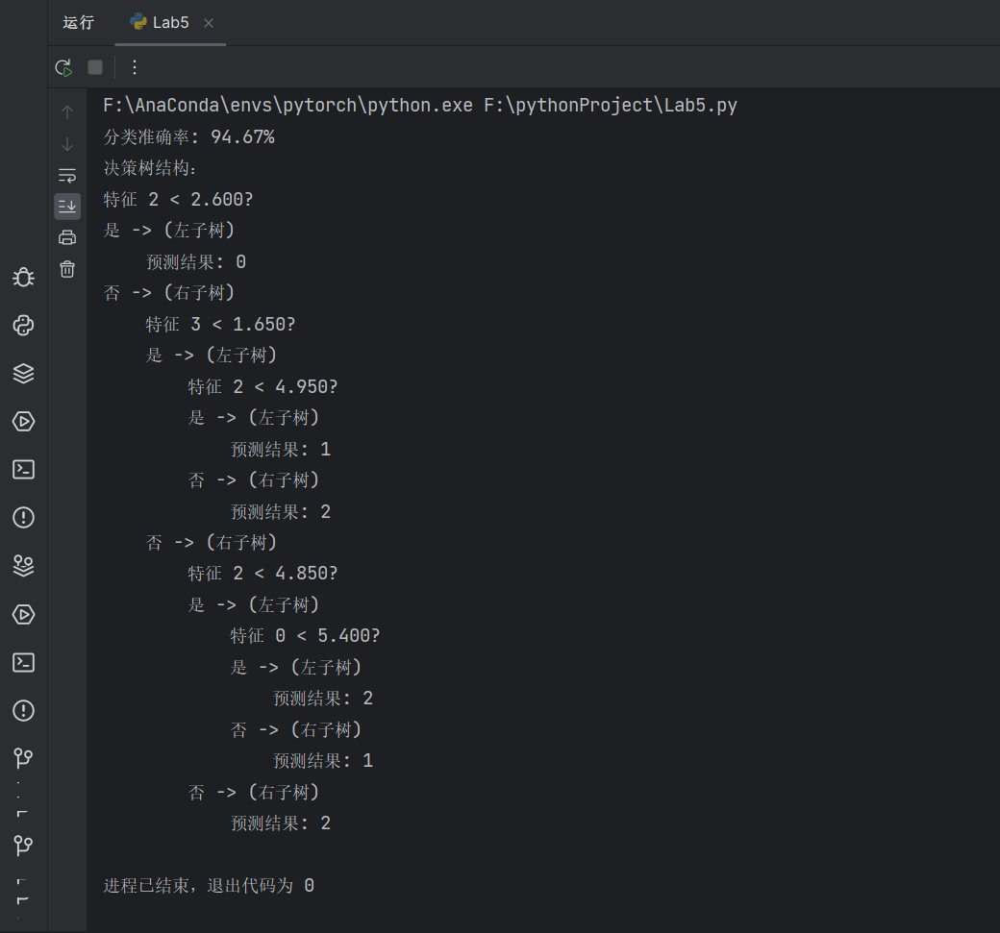 运行 Lab5
F:\AnaConda\envs\pytorch\python.exe F:\pythonProject\Lab5.py
分类准确率: 94.67%
决策树结构:
特征 2 < 2.600?
是 -> (左子树)
预测结果: 0
否 -> (右子树)
特征 3 < 1.650?
是 -> (左子树)
特征 2 < 4.950?
是 -> (左子树)
预测结果: 1
否 -> (右子树)
预测结果: 2
否 -> (右子树)
特征 2 < 4.850?
是 -> (左子树)
特征 0 < 5.400?
是 -> (左子树)
预测结果: 2
否 -> (右子树)
预测结果: 1
否 -> (右子树)
预测结果: 2
进程已结束，退出代码为 0